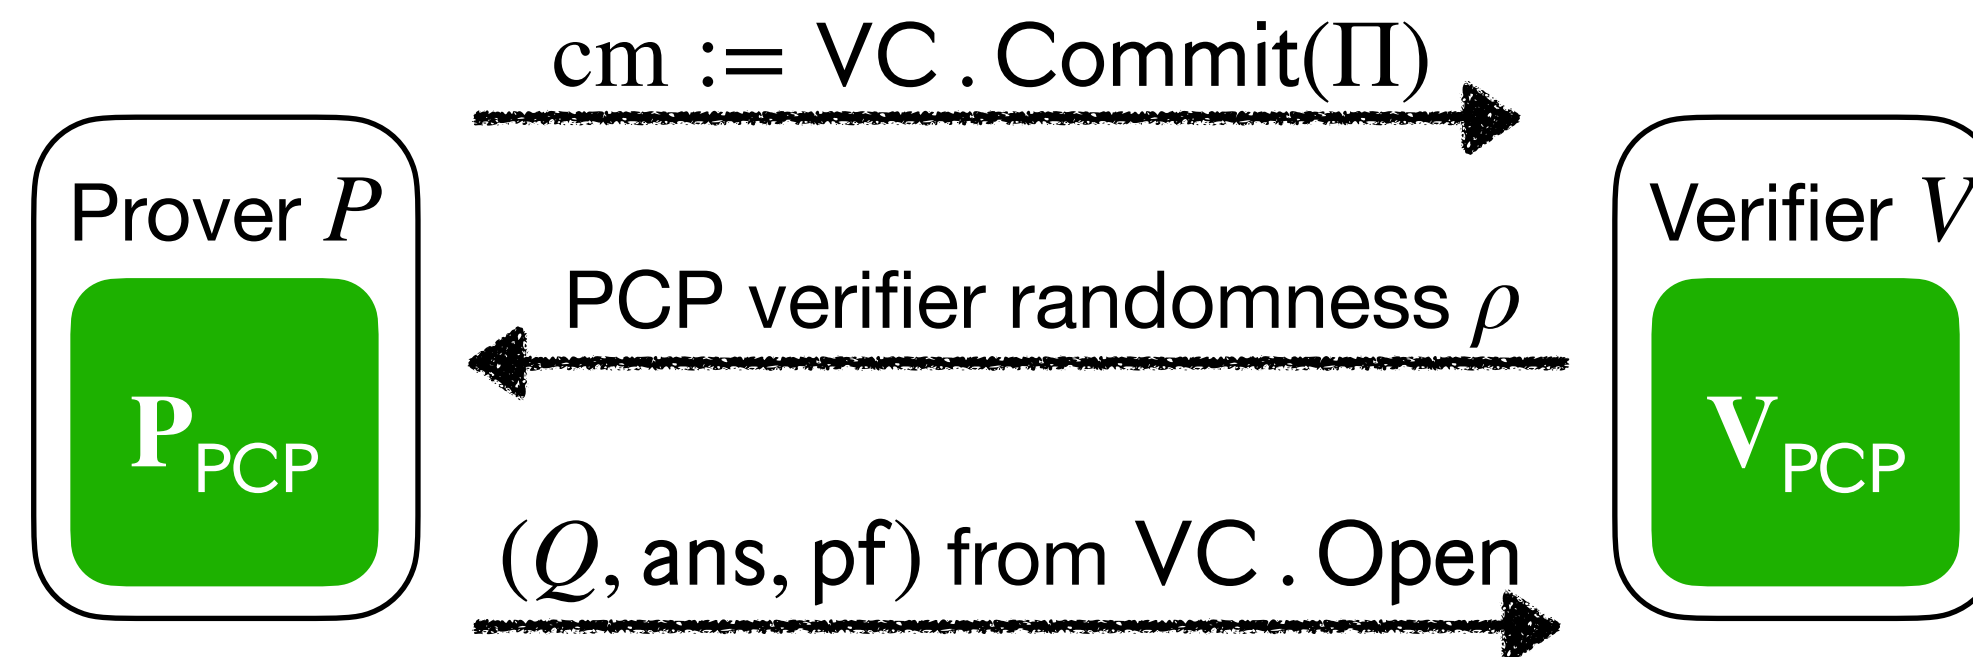 cm := VC.Commit(Π)
Prover P
Verifier V
PCP verifier randomness ρ
P_PCP
V_PCP
(Q, ans, pf) from VC.Open